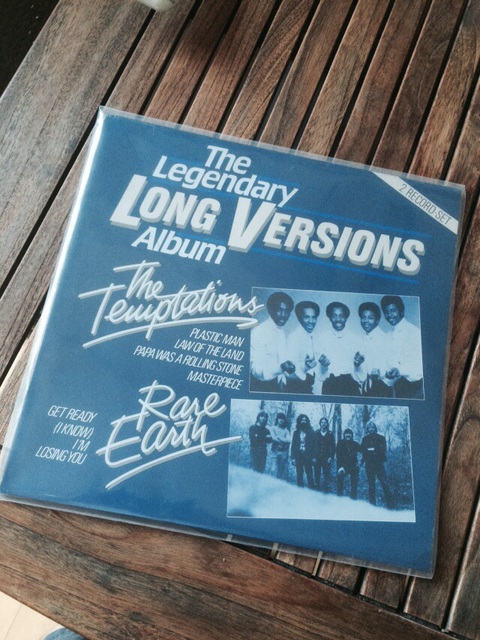 The
Legendary
2 RECORD-SET
LONG VERSIONS
Album
The
Temptations
PLASTIC MAN
LAW OF THE LAND
PAPA WAS A ROLLING STONE
MASTERPIECE
Rare
Earth
GET READY
(I KNOW)
I'M
LOSING YOU